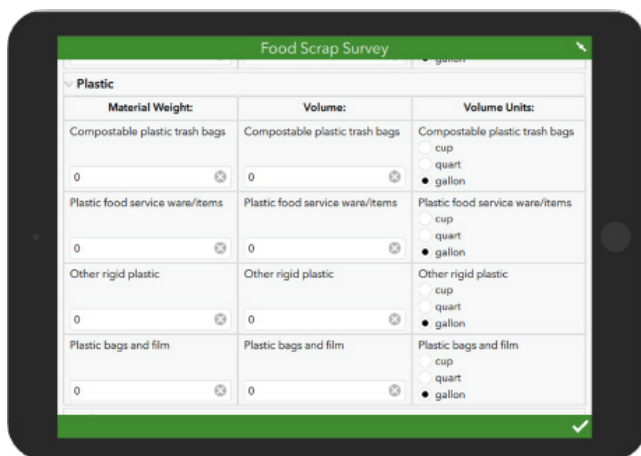 Food Scrap Survey
gallon
Plastic
Material Weight: Volume: Volume Units:
Compostable plastic trash bags Compostable plastic trash bags Compostable plastic trash bags
cup
quart
0 0 gallon
Plastic food service ware/items Plastic food service ware/items Plastic food service ware/items
cup
quart
0 0 gallon
Other rigid plastic Other rigid plastic Other rigid plastic
cup
quart
0 0 gallon
Plastic bags and film Plastic bags and film Plastic bags and film
cup
quart
0 0 gallon